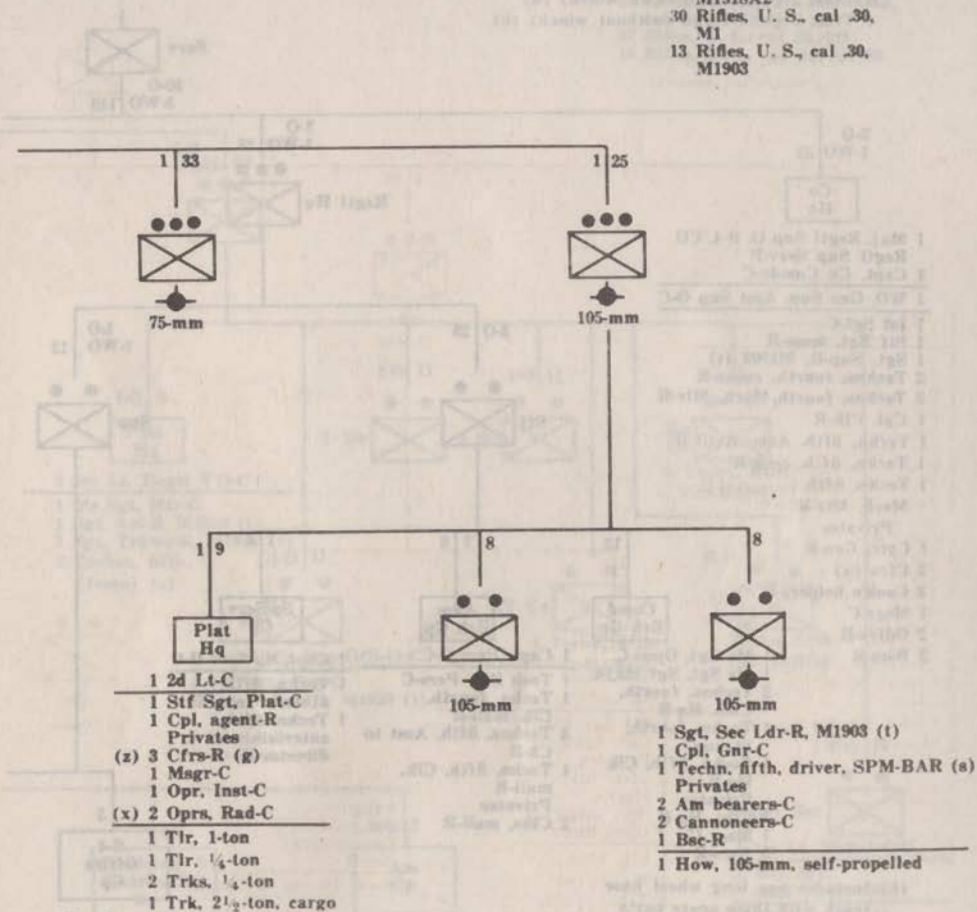 M1918A2
30 Rifles, U. S., cal .30,
M1
13 Rifles, U. S., cal .30,
M1903
1 33
1 25
75-mm
105-mm
1 9
8
8
Plat
Hq
105-mm
105-mm
1 2d Lt-C
1 Stf Sgt, Plat-C
1 Cpl, agent-R
Privates
(z) 3 Cfrs-R (g)
1 Msgr-C
1 Opr, Inst-C
(x) 2 Oprs, Rad-C
1 Tlr, 1-ton
1 Tlr, 1/4-ton
2 Trks, 1/4-ton
1 Trk, 2 1/2-ton, cargo
1 Sgt, Sec Ldr-R, M1903 (t)
1 Cpl, Gnr-C
1 Techn, fifth, driver, SPM-BAR (s)
Privates
2 Am bearers-C
2 Cannoneers-C
1 Bsc-R
1 How, 105-mm, self-propelled